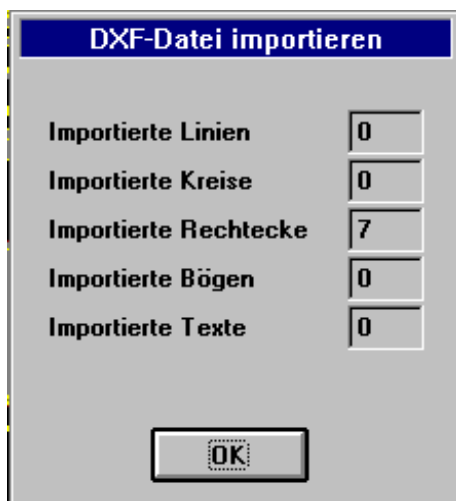 DXF-Datei importieren
Importierte Linien 0
Importierte Kreise 0
Importierte Rechtecke 7
Importierte Bögen 0
Importierte Texte 0
OK